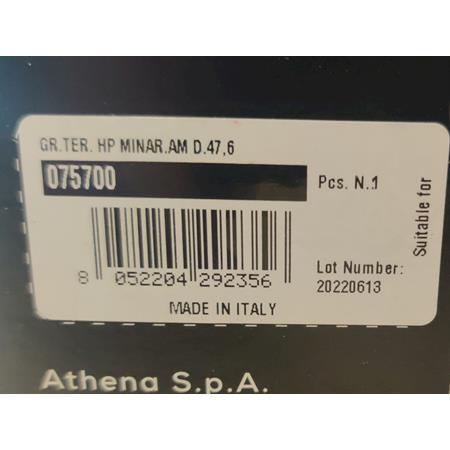 GR.TER. HP MINAR.AM D.47,6
075700
Pcs. N.1
Suitable for
8 052204 292356
Lot Number:
20220613
MADE IN ITALY
Athena S.p.A.